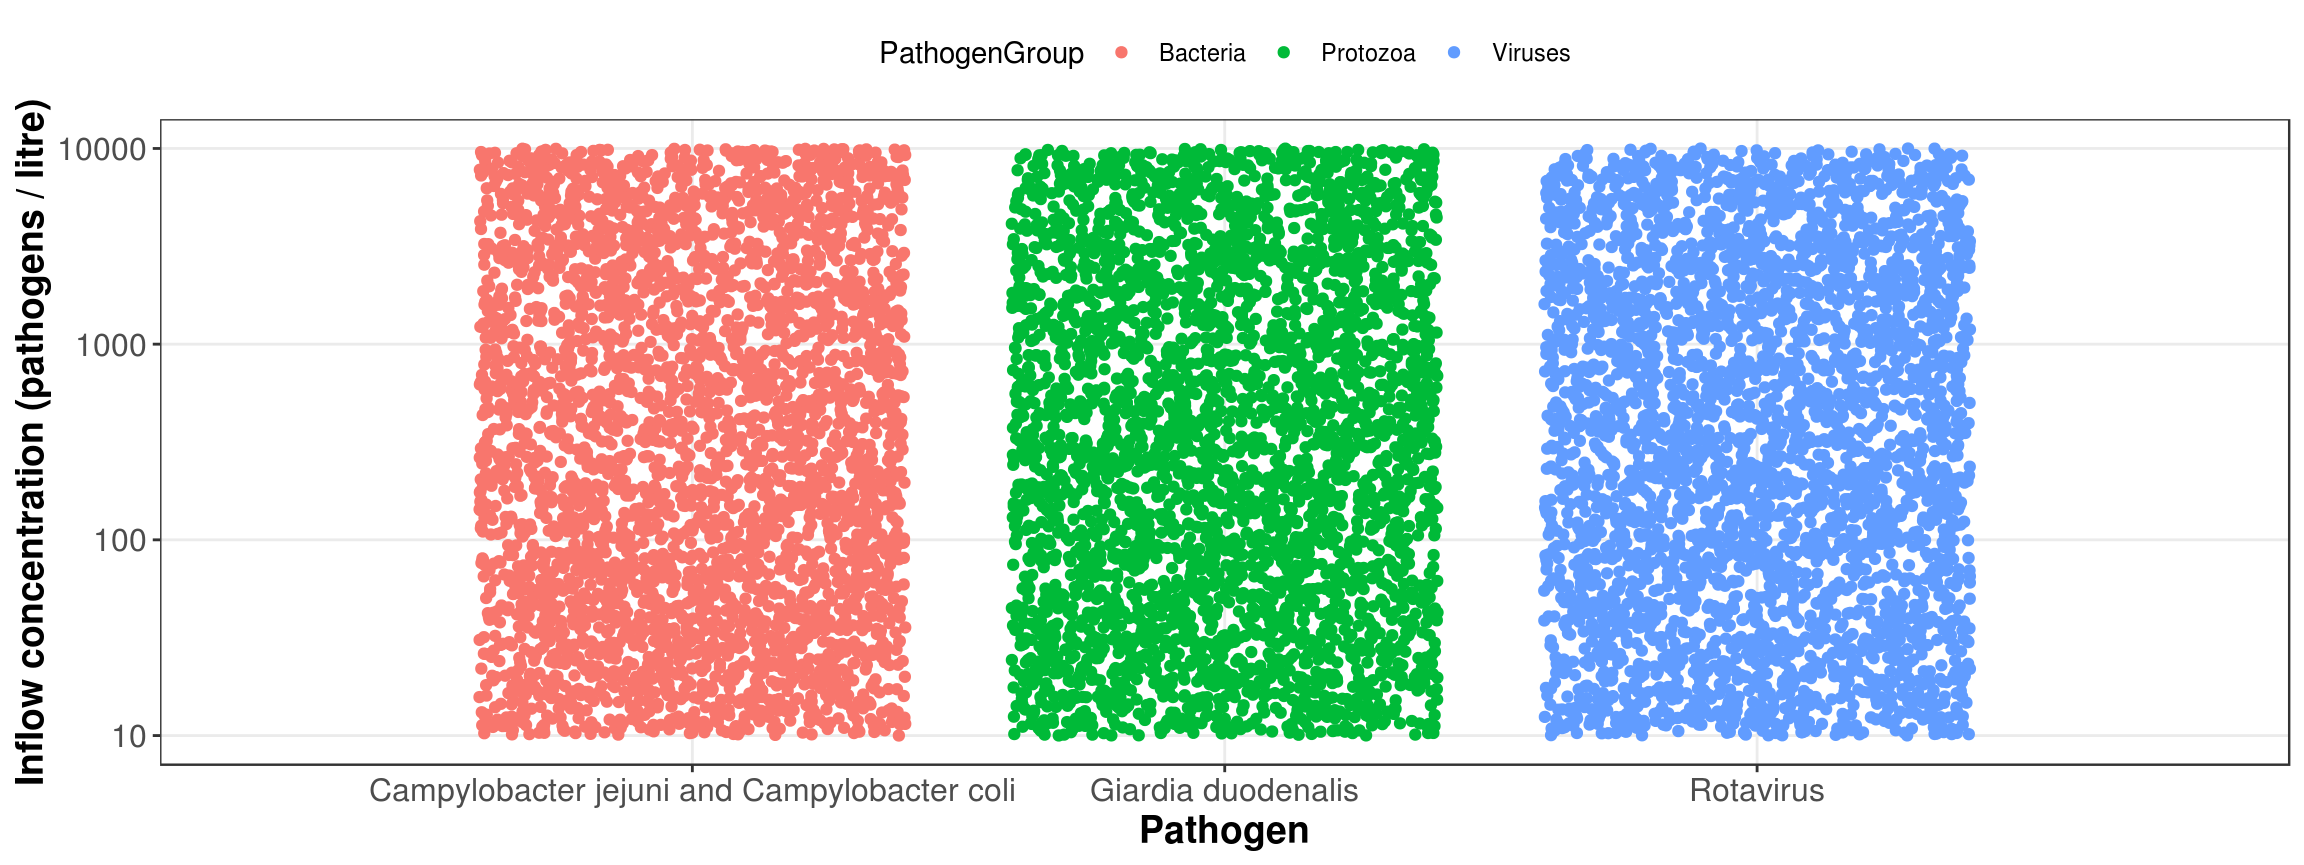 PathogenGroup Bacteria Protozoa Viruses
Inflow concentration (pathogens / litre)
10000
1000
100
10
Campylobacter jejuni and Campylobacter coli Giardia duodenalis Rotavirus
Pathogen